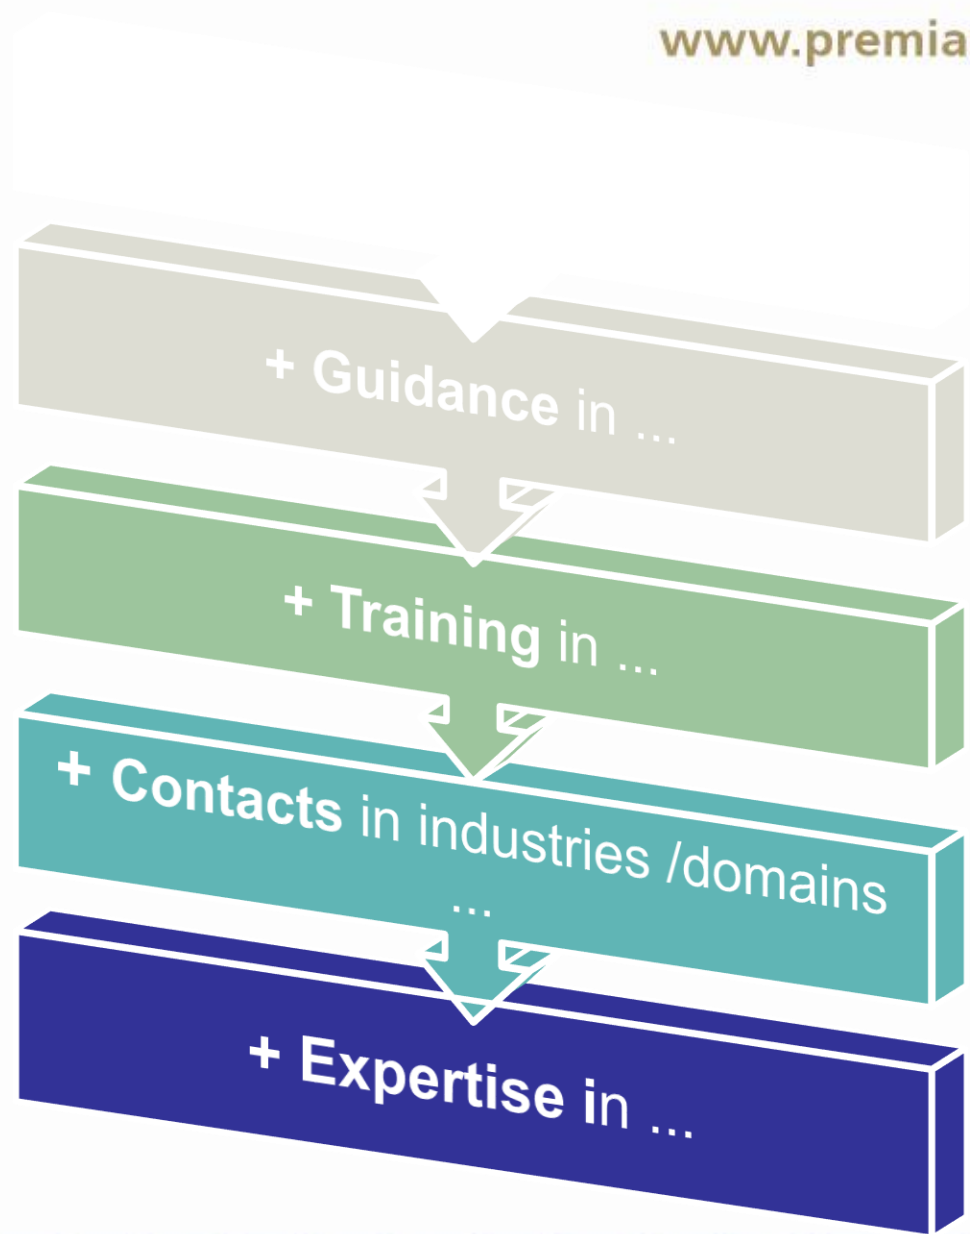 www.premia
+ Guidance in ...
+ Training in ...
+ Contacts in industries /domains
...
+ Expertise in ...